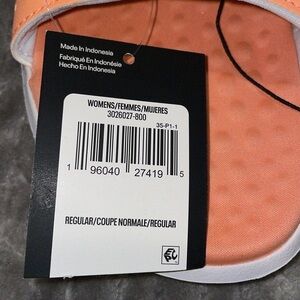 Made In Indonesia
Fabriqué En Indonésie
Hecho En Indonesia
WOMENS/FEMMES/MUJERES
3026027-800
35-P1-1
1 96040 27419 5
REGULAR/COUPE NORMALE/REGULAR